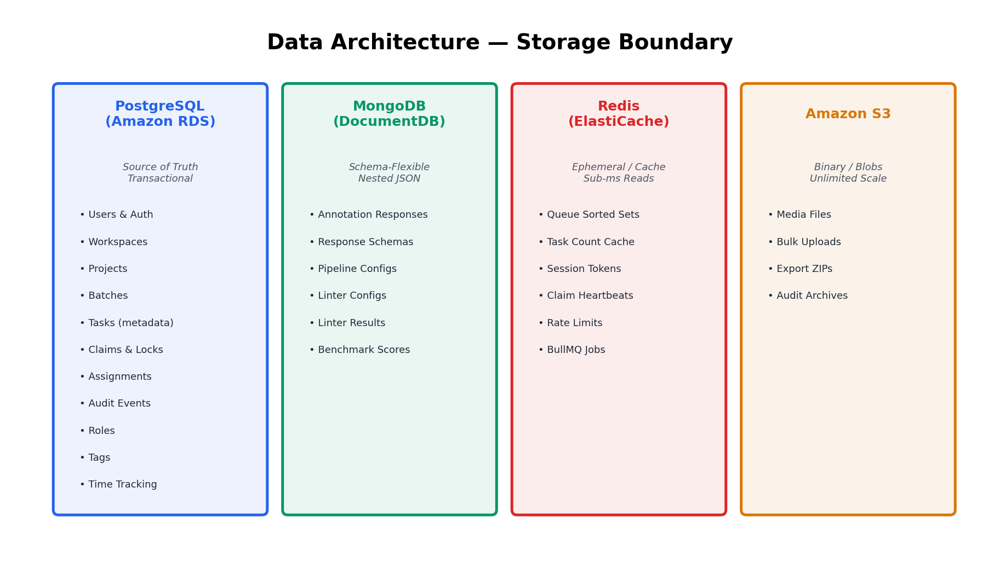 Data Architecture — Storage Boundary
PostgreSQL
(Amazon RDS)
Source of Truth
Transactional
• Users & Auth
• Workspaces
• Projects
• Batches
• Tasks (metadata)
• Claims & Locks
• Assignments
• Audit Events
• Roles
• Tags
• Time Tracking
MongoDB
(DocumentDB)
Schema-Flexible
Nested JSON
• Annotation Responses
• Response Schemas
• Pipeline Configs
• Linter Configs
• Linter Results
• Benchmark Scores
Redis
(ElastiCache)
Ephemeral / Cache
Sub-ms Reads
• Queue Sorted Sets
• Task Count Cache
• Session Tokens
• Claim Heartbeats
• Rate Limits
• BullMQ Jobs
Amazon S3
Binary / Blobs
Unlimited Scale
• Media Files
• Bulk Uploads
• Export ZIPs
• Audit Archives